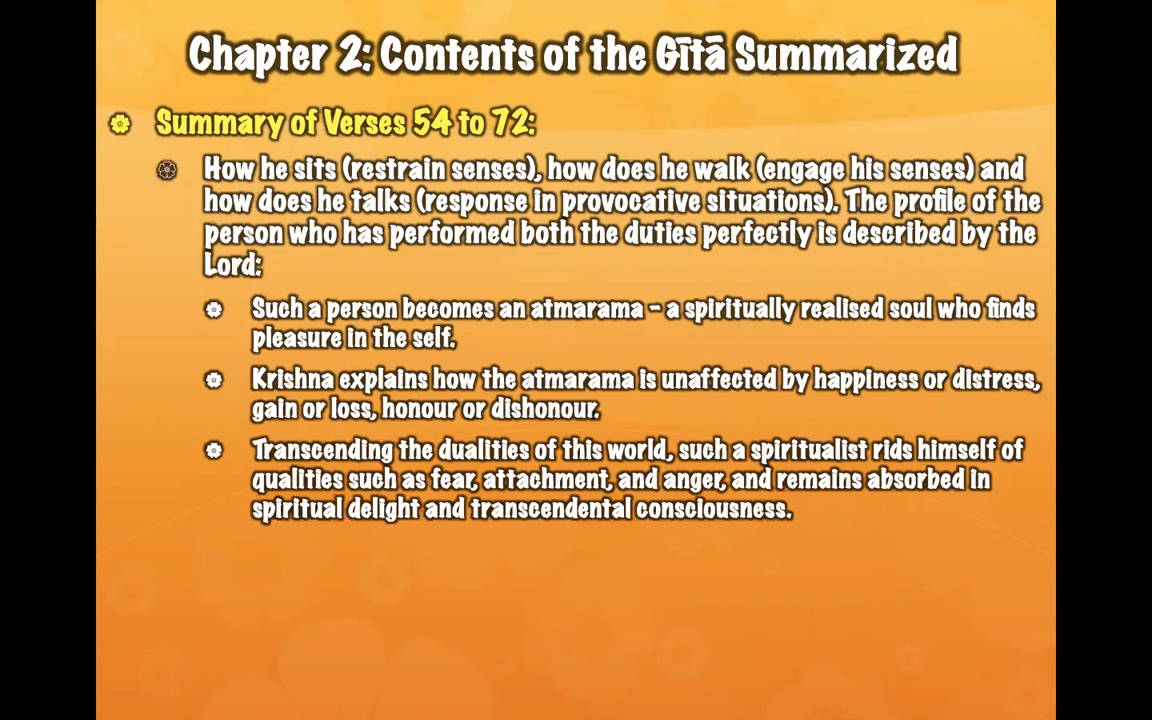 Chapter 2: Contents of the Gītā Summarized
Summary of Verses 54 to 72:
How he sits (restrain senses), how does he walk (engage his senses) and
how does he talks (response in provocative situations). The profile of the
person who has performed both the duties perfectly is described by the
Lord:
Such a person becomes an atmarama - a spiritually realised soul who finds
pleasure in the self.
Krishna explains how the atmarama is unaffected by happiness or distress,
gain or loss, honour or dishonour.
Transcending the dualities of this world, such a spiritualist rids himself of
qualities such as fear, attachment, and anger, and remains absorbed in
spiritual delight and transcendental consciousness.